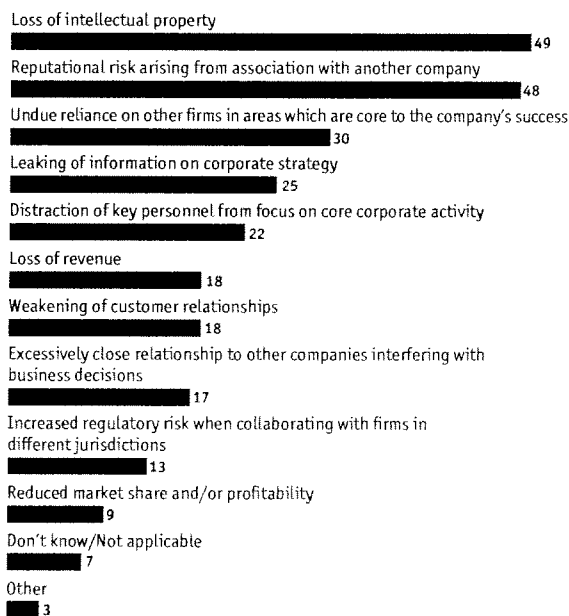 Loss of intellectual property
49
Reputational risk arising from association with another company
48
Undue reliance on other firms in areas which are core to the company's success
30
Leaking of information on corporate strategy
25
Distraction of key personnel from focus on core corporate activity
22
Loss of revenue
18
Weakening of customer relationships
18
Excessively close relationship to other companies interfering with
business decisions
17
Increased regulatory risk when collaborating with firms in
different jurisdictions
13
Reduced market share and/or profitability
9
Don't know/Not applicable
7
Other
3